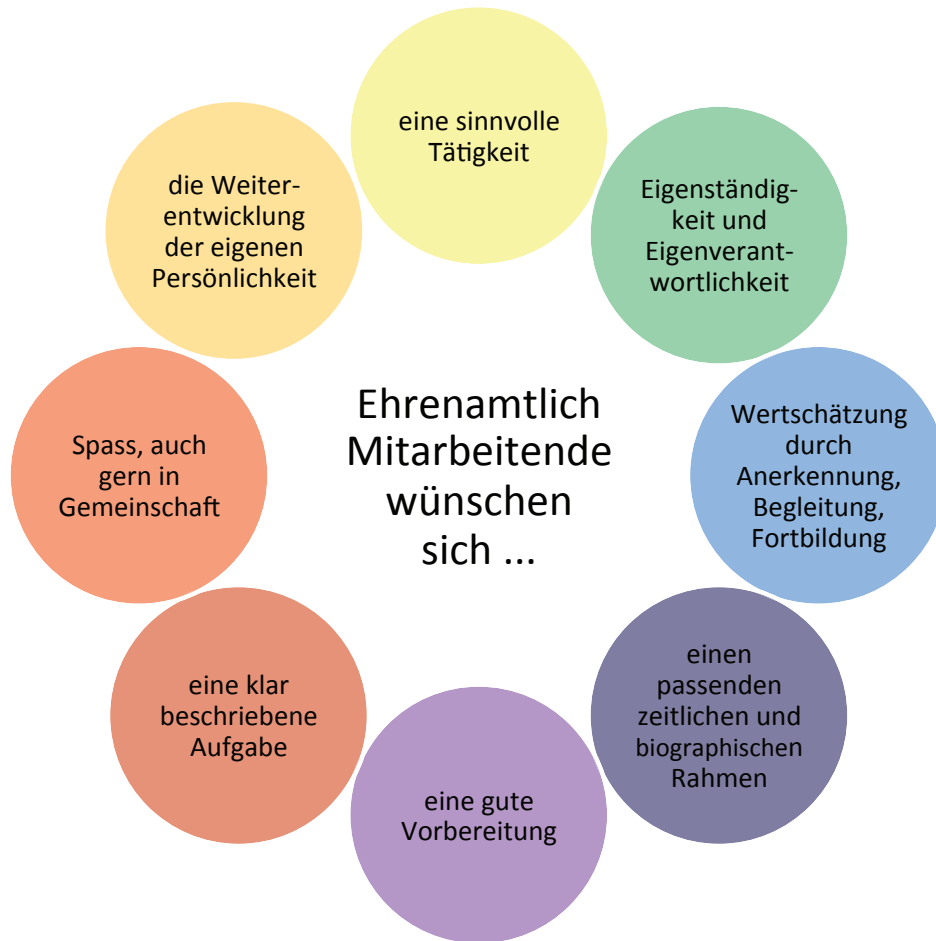 eine sinnvolle
Tätigkeit
Eigenständig-
keit und
Eigenverant-
wortlichkeit
Wertschätzung
durch
Anerkennung,
Begleitung,
Fortbildung
einen
passenden
zeitlichen und
biographischen
Rahmen
eine gute
Vorbereitung
eine klar
beschriebene
Aufgabe
Spass, auch
gern in
Gemeinschaft
die Weiter-
entwicklung
der eigenen
Persönlichkeit
Ehrenamtlich
Mitarbeitende
wünschen
sich ...